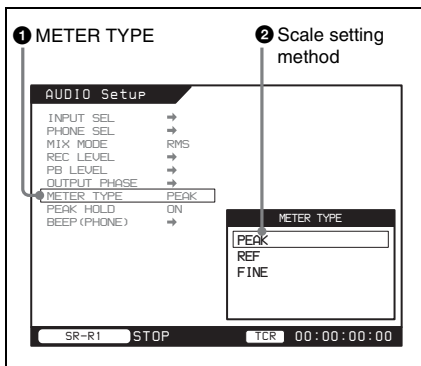 ❶ METER TYPE
❷ Scale setting
method
AUDIO Setup
INPUT SEL ➔
PHONE SEL ➔
MIX MODE RMS
REC LEVEL ➔
PB LEVEL ➔
OUTPUT PHASE ➔
METER TYPE PEAK
PEAK HOLD ON
BEEP(PHONE) ➔
METER TYPE
PEAK
REF
FINE
SR-R1 STOP TCR 00:00:00:00